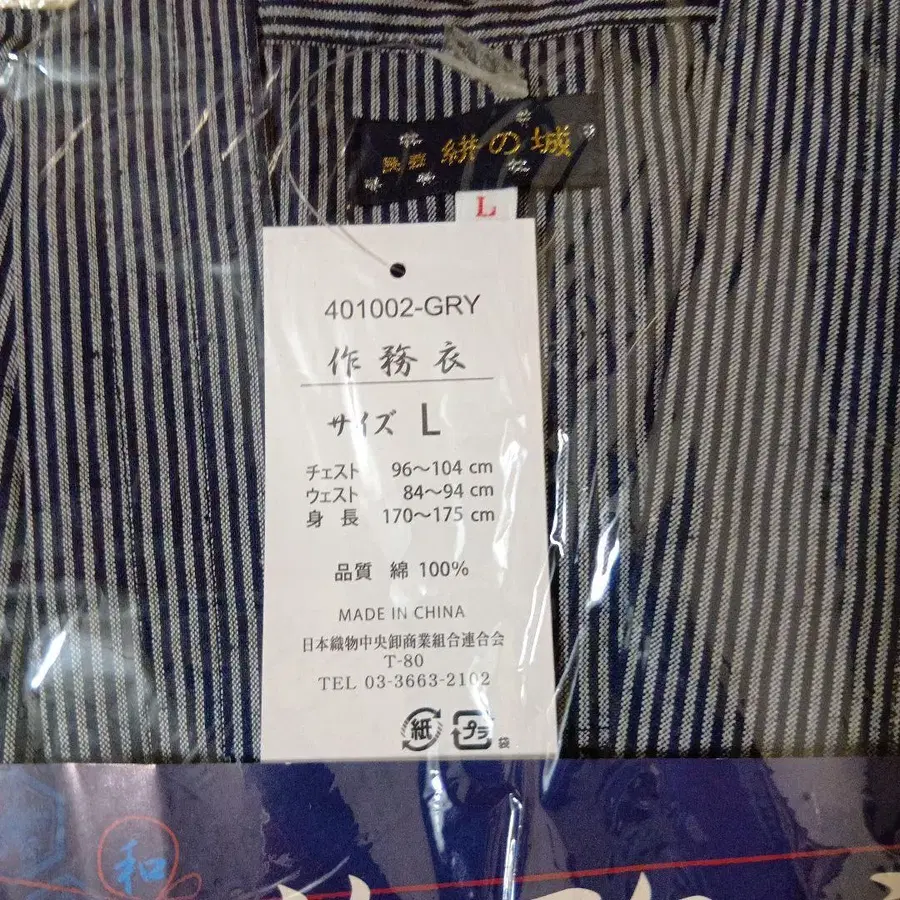 絣の城
L
401002-GRY
作務衣
サイズ L
チェスト 96〜104 cm
ウェスト 84〜94 cm
身長 170〜175 cm
品質 綿 100%
MADE IN CHINA
日本織物中央卸商業組合連合会
T-80
TEL 03-3663-2102
紙
プラ
袋
和